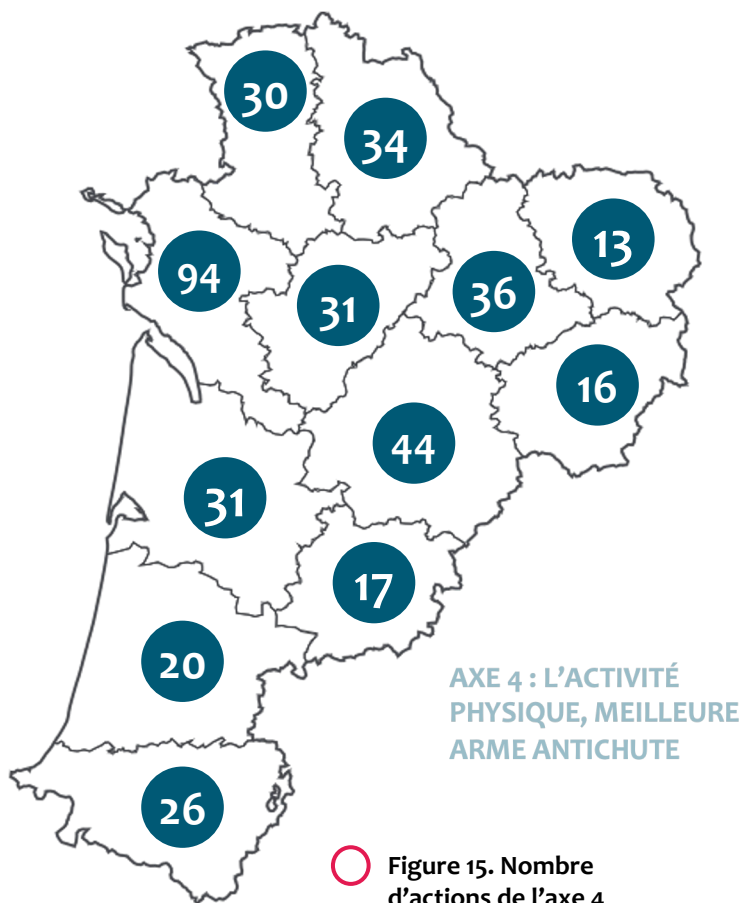 30
34
13
94
31
36
16
44
31
17
20
26
AXE 4 : L'ACTIVITÉ
PHYSIQUE, MEILLEURE
ARME ANTICHUTE
Figure 15. Nombre
d'actions de l'axe 4